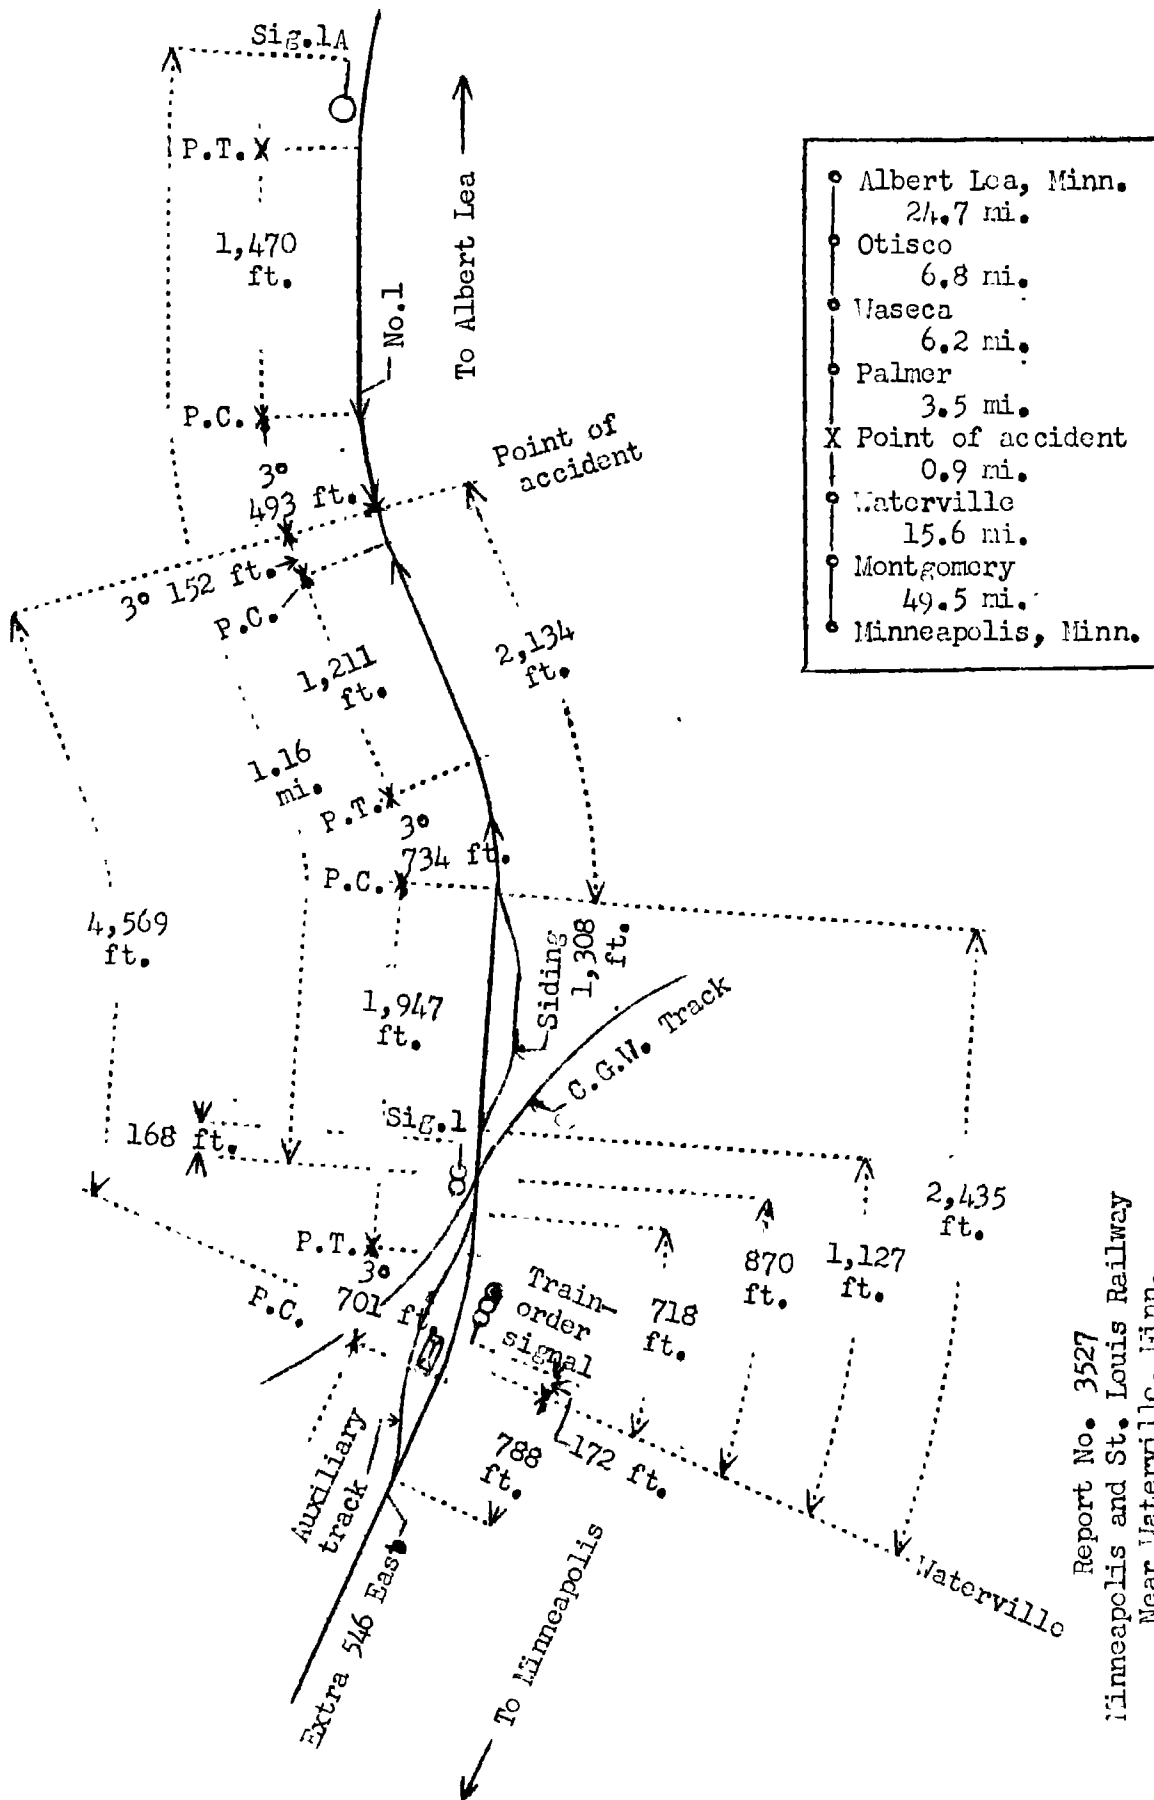 Sig.1A
P.T.
1,470
ft.
No.1
To Albert Lea
P.C.
3°
493 ft.
Point of
accident
3° 152 ft.
P.C.
1,211
ft.
2,134
ft.
1.16
mi.
P.T.
3°
734 ft.
P.C.
4,569
ft.
1,947
ft.
Siding
1,308
ft.
C.G.W. Track
Sig.1
168 ft.
P.T.
3°
701 ft.
P.C.
Train-
order
signal
718
ft.
870
ft.
1,127
ft.
2,435
ft.
788
ft.
172 ft.
Auxiliary
track
Extra 546 East
To Minneapolis
Waterville
Albert Lea, Minn.
24.7 mi.
Otisco
6.8 mi.
Waseca
6.2 mi.
Palmer
3.5 mi.
X Point of accident
0.9 mi.
Waterville
15.6 mi.
Montgomery
49.5 mi.
Minneapolis, Minn.
Report No. 3527
Minneapolis and St. Louis Railway
Near Waterville, Minn.